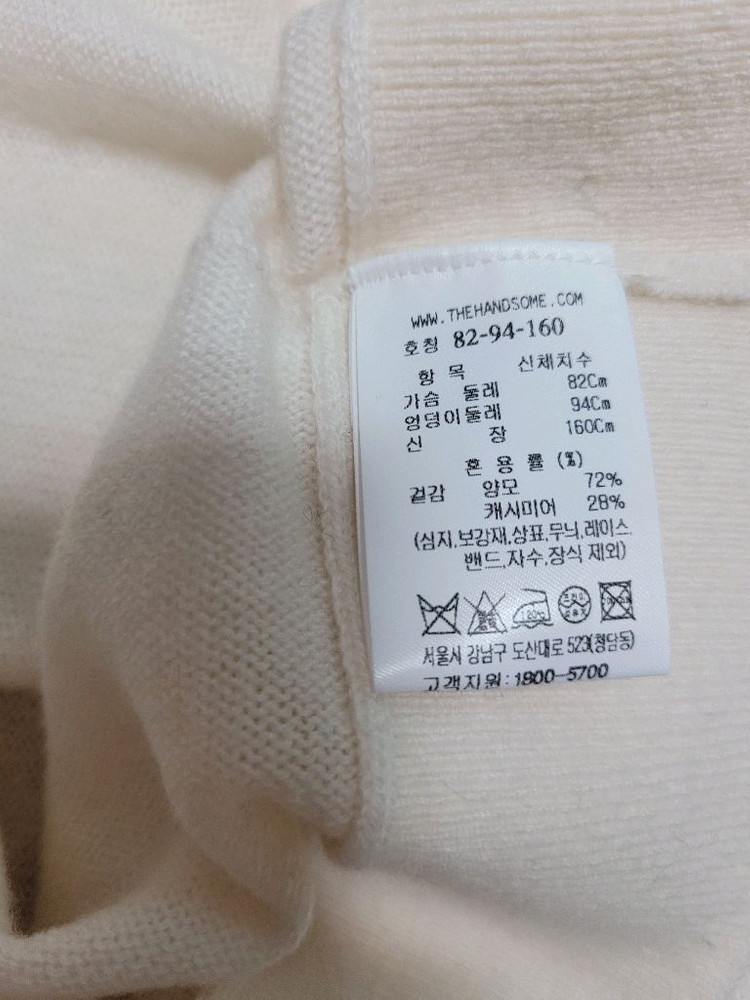 WWW.THEHANDSOME.COM
호칭 82-94-160
항 목 신체치수
가슴 둘레 82Cm
엉덩이둘레 94Cm
신 장 160Cm
혼 용 률 (%)
겉감 양모 72%
캐시미어 28%
(심지,보강재,상표,무늬,레이스,
밴드,자수,장식 제외)
120℃
서울시 강남구 도산대로 523(청담동)
고객지원:1800-5700